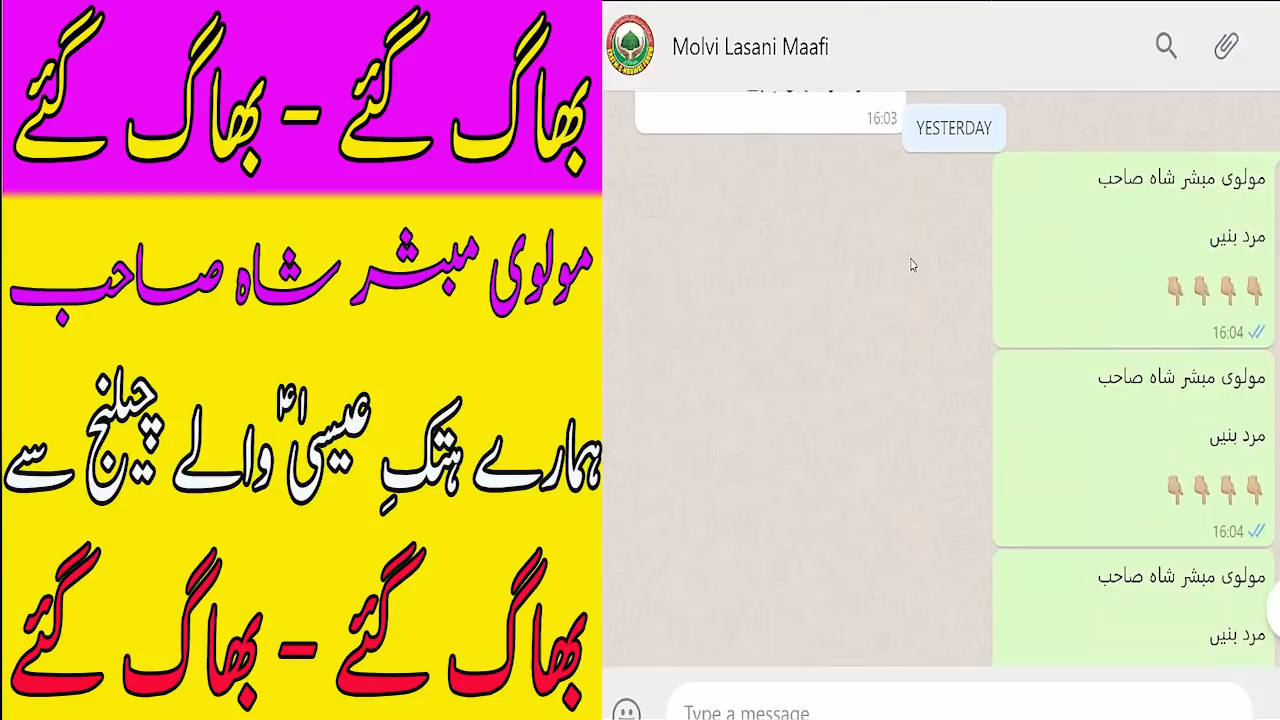 بھاگ گئے - بھاگ گئے
مولوی مبشر شاہ صاحب
ہمارے ہتکِ عیسیٰؑ والے چیلنج سے
بھاگ گئے - بھاگ گئے
Molvi Lasani Maafi
16:03
YESTERDAY
مولوی مبشر شاہ صاحب
مرد بنیں
👇🏼👇🏼👇🏼👇🏼
16:04
مولوی مبشر شاہ صاحب
مرد بنیں
👇🏼👇🏼👇🏼👇🏼
16:04
مولوی مبشر شاہ صاحب
مرد بنیں
Type a message